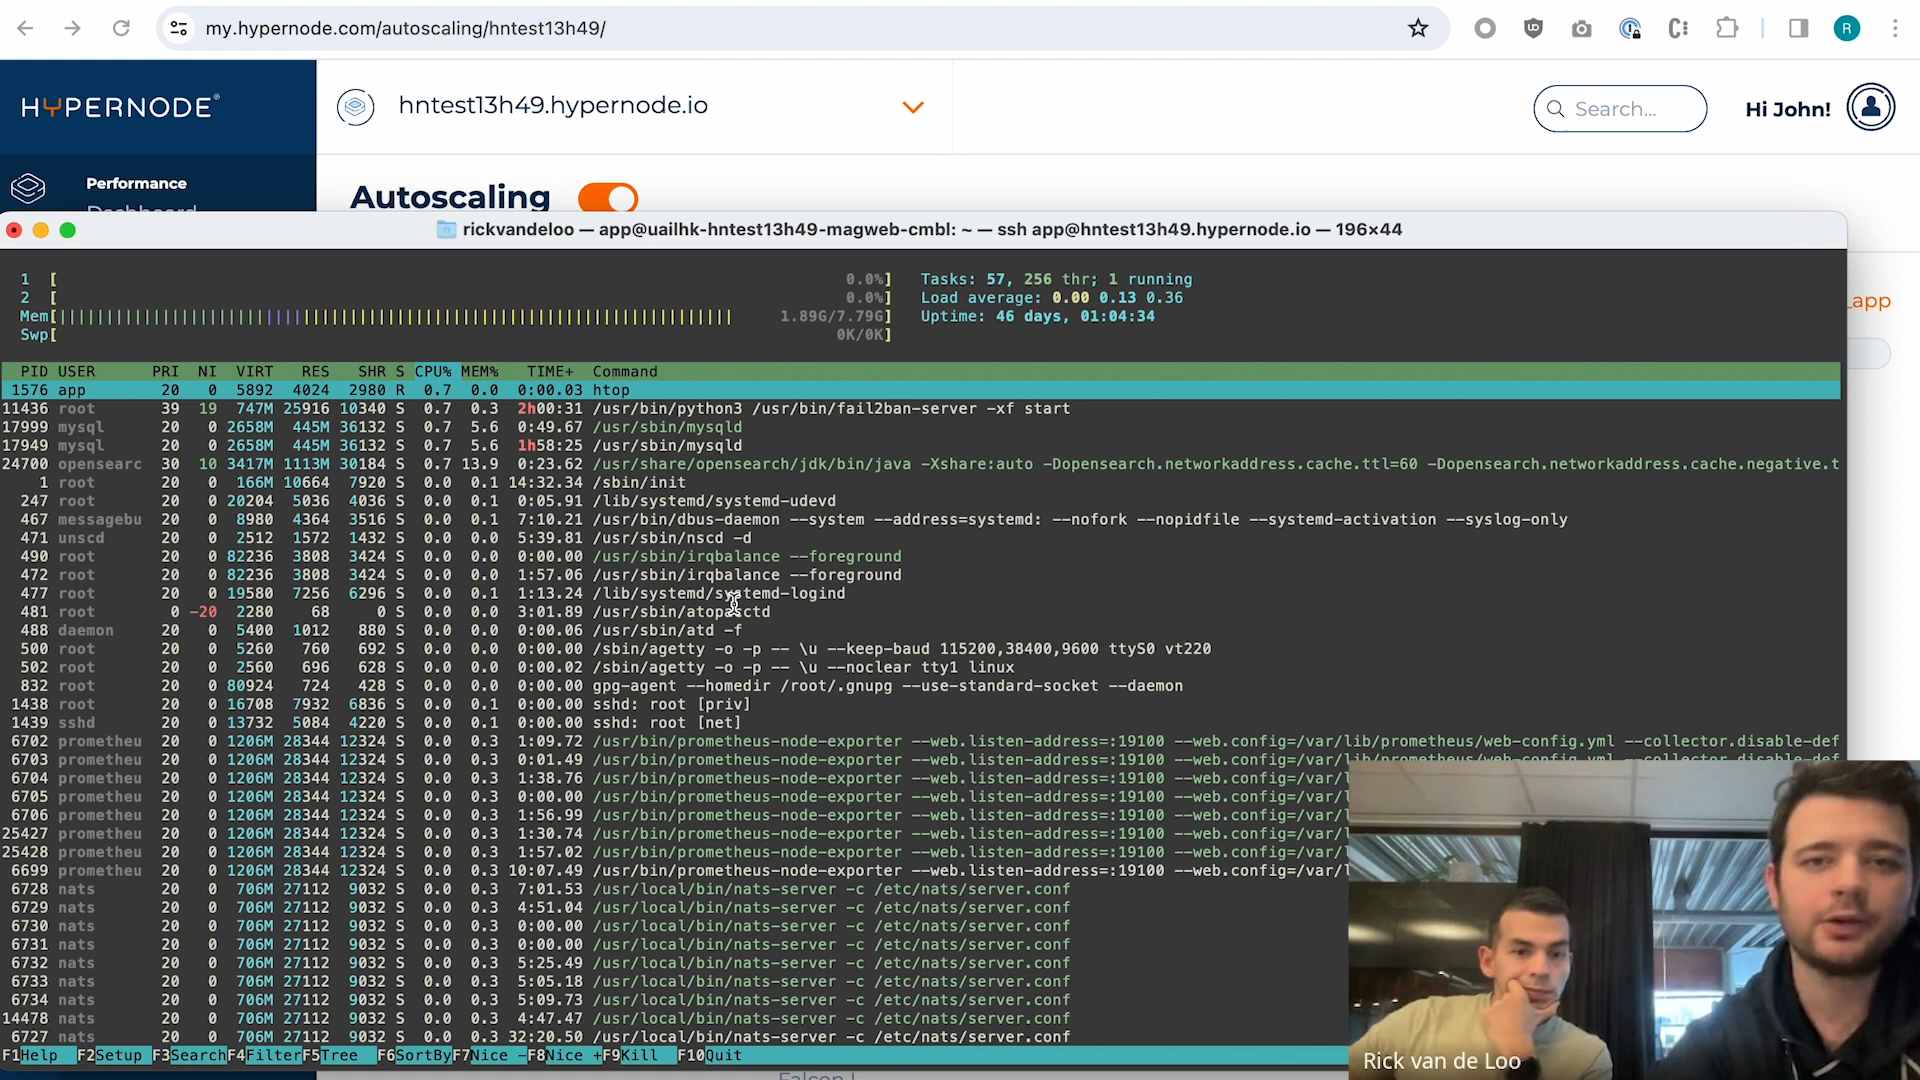 my.hypernode.com/autoscaling/hntest13h49/
R
HYPERNODE
hntest13h49.hypernode.io
Search...
Hi John!
Performance
Dashboard
Autoscaling
_app
rickvandeloo — app@uailhk-hntest13h49-magweb-cmbl: ~ — ssh app@hntest13h49.hypernode.io — 196×44
1 [ 0.0%] Tasks: 57, 256 thr; 1 running
2 [ 0.0%] Load average: 0.00 0.13 0.36
Mem[ 1.89G/7.79G] Uptime: 46 days, 01:04:34
Swp[ 0K/0K]
PID USER PRI NI VIRT RES SHR S CPU% MEM% TIME+ Command
1576 app 20 0 5892 4024 2980 R 0.7 0.0 0:00.03 htop
11436 root 39 19 747M 25916 10340 S 0.7 0.3 2h00:31 /usr/bin/python3 /usr/bin/fail2ban-server -xf start
17999 mysql 20 0 2658M 445M 36132 S 0.7 5.6 0:49.67 /usr/sbin/mysqld
17949 mysql 20 0 2658M 445M 36132 S 0.7 5.6 1h58:25 /usr/sbin/mysqld
24700 opensearc 30 10 3417M 1113M 30184 S 0.7 13.9 0:23.62 /usr/share/opensearch/jdk/bin/java -Xshare:auto -Dopensearch.networkaddress.cache.ttl=60 -Dopensearch.networkaddress.cache.negative.t
1 root 20 0 166M 10664 7920 S 0.0 0.1 14:32.34 /sbin/init
247 root 20 0 20204 5036 4036 S 0.0 0.1 0:05.91 /lib/systemd/systemd-udevd
467 messagebu 20 0 8980 4364 3516 S 0.0 0.1 7:10.21 /usr/bin/dbus-daemon --system --address=systemd: --nofork --nopidfile --systemd-activation --syslog-only
471 unscd 20 0 2512 1572 1432 S 0.0 0.0 5:39.81 /usr/sbin/nscd -d
490 root 20 0 82236 3808 3424 S 0.0 0.0 0:00.00 /usr/sbin/irqbalance --foreground
472 root 20 0 82236 3808 3424 S 0.0 0.0 1:57.06 /usr/sbin/irqbalance --foreground
477 root 20 0 19580 7256 6296 S 0.0 0.1 1:13.24 /lib/systemd/systemd-logind
481 root 0 -20 2280 68 0 S 0.0 0.0 3:01.89 /usr/sbin/atopacctd
488 daemon 20 0 5400 1012 880 S 0.0 0.0 0:00.06 /usr/sbin/atd -f
500 root 20 0 5260 760 692 S 0.0 0.0 0:00.00 /sbin/agetty -o -p -- \u --keep-baud 115200,38400,9600 ttyS0 vt220
502 root 20 0 2560 696 628 S 0.0 0.0 0:00.02 /sbin/agetty -o -p -- \u --noclear tty1 linux
832 root 20 0 80924 724 428 S 0.0 0.0 0:00.00 gpg-agent --homedir /root/.gnupg --use-standard-socket --daemon
1438 root 20 0 16708 7932 6836 S 0.0 0.1 0:00.00 sshd: root [priv]
1439 sshd 20 0 13732 5084 4220 S 0.0 0.1 0:00.00 sshd: root [net]
6702 prometheu 20 0 1206M 28344 12324 S 0.0 0.3 1:09.72 /usr/bin/prometheus-node-exporter --web.listen-address=:19100 --web.config=/var/lib/prometheus/web-config.yml --collector.disable-def
6703 prometheu 20 0 1206M 28344 12324 S 0.0 0.3 0:01.49 /usr/bin/prometheus-node-exporter --web.listen-address=:19100 --web.config=/var/lib/prometheus/web-config.yml --collector.disable-def
6704 prometheu 20 0 1206M 28344 12324 S 0.0 0.3 1:38.76 /usr/bin/prometheus-node-exporter --web.listen-address=:19100 --web.config=/var/l
6705 prometheu 20 0 1206M 28344 12324 S 0.0 0.3 0:00.00 /usr/bin/prometheus-node-exporter --web.listen-address=:19100 --web.config=/var/l
6706 prometheu 20 0 1206M 28344 12324 S 0.0 0.3 1:56.99 /usr/bin/prometheus-node-exporter --web.listen-address=:19100 --web.config=/var/l
25427 prometheu 20 0 1206M 28344 12324 S 0.0 0.3 1:30.74 /usr/bin/prometheus-node-exporter --web.listen-address=:19100 --web.config=/var/l
25428 prometheu 20 0 1206M 28344 12324 S 0.0 0.3 1:57.02 /usr/bin/prometheus-node-exporter --web.listen-address=:19100 --web.config=/var/l
6699 prometheu 20 0 1206M 28344 12324 S 0.0 0.3 10:07.49 /usr/bin/prometheus-node-exporter --web.listen-address=:19100 --web.config=/var/l
6728 nats 20 0 706M 27112 9032 S 0.0 0.3 7:01.53 /usr/local/bin/nats-server -c /etc/nats/server.conf
6729 nats 20 0 706M 27112 9032 S 0.0 0.3 4:51.04 /usr/local/bin/nats-server -c /etc/nats/server.conf
6730 nats 20 0 706M 27112 9032 S 0.0 0.3 0:00.00 /usr/local/bin/nats-server -c /etc/nats/server.conf
6731 nats 20 0 706M 27112 9032 S 0.0 0.3 0:00.00 /usr/local/bin/nats-server -c /etc/nats/server.conf
6732 nats 20 0 706M 27112 9032 S 0.0 0.3 5:25.49 /usr/local/bin/nats-server -c /etc/nats/server.conf
6733 nats 20 0 706M 27112 9032 S 0.0 0.3 5:05.18 /usr/local/bin/nats-server -c /etc/nats/server.conf
6734 nats 20 0 706M 27112 9032 S 0.0 0.3 5:09.73 /usr/local/bin/nats-server -c /etc/nats/server.conf
14478 nats 20 0 706M 27112 9032 S 0.0 0.3 4:47.47 /usr/local/bin/nats-server -c /etc/nats/server.conf
6727 nats 20 0 706M 27112 9032 S 0.0 0.3 32:20.50 /usr/local/bin/nats-server -c /etc/nats/server.conf
F1Help F2Setup F3SearchF4FilterF5Tree F6SortByF7Nice -F8Nice +F9Kill F10Quit
Rick van de Loo
Falcon L